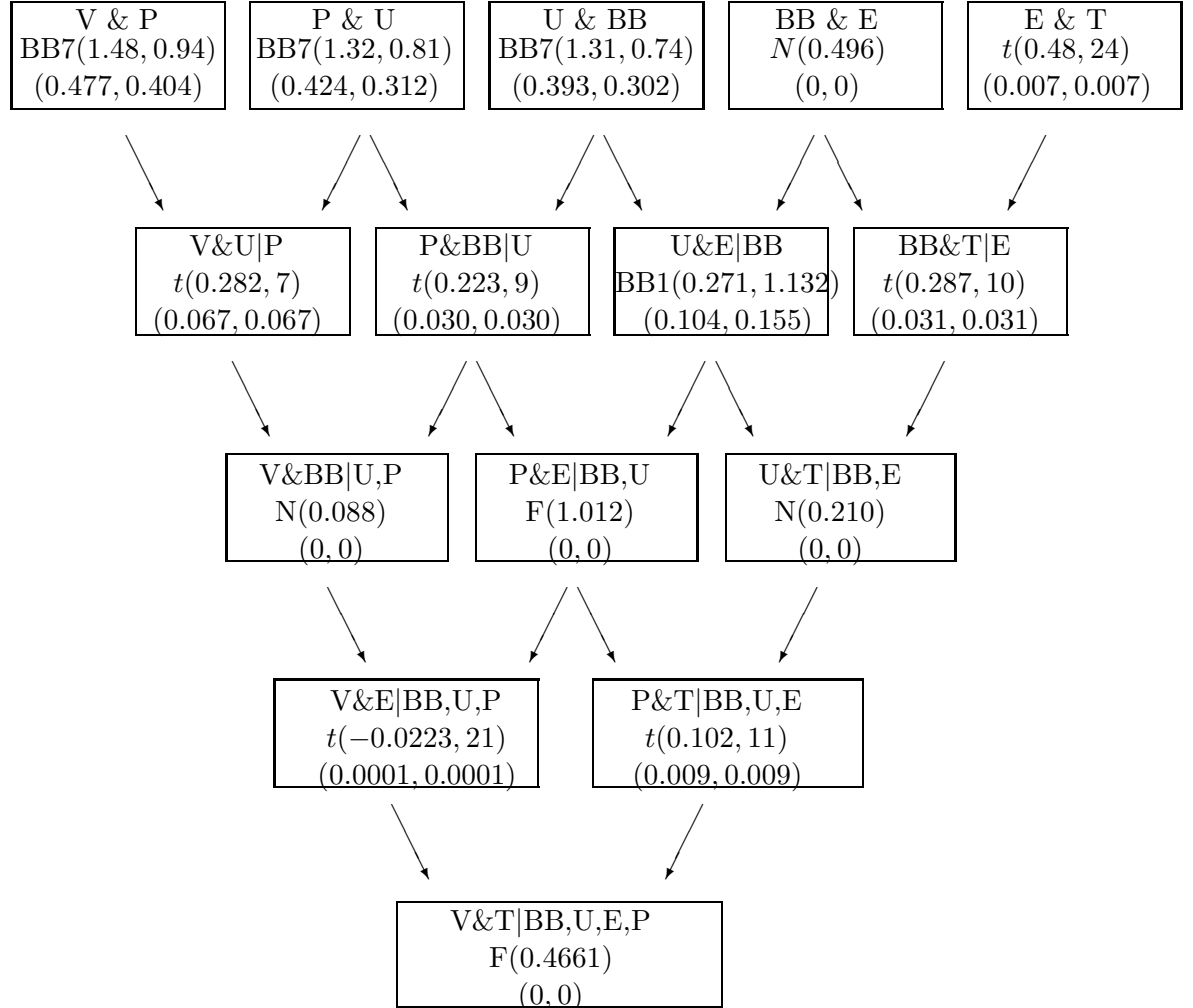 V & P
BB7(1.48, 0.94)
(0.477, 0.404)
P & U
BB7(1.32, 0.81)
(0.424, 0.312)
U & BB
BB7(1.31, 0.74)
(0.393, 0.302)
BB & E
N(0.496)
(0, 0)
E & T
t(0.48, 24)
(0.007, 0.007)
V&U|P
t(0.282, 7)
(0.067, 0.067)
P&BB|U
t(0.223, 9)
(0.030, 0.030)
U&E|BB
BB1(0.271, 1.132)
(0.104, 0.155)
BB&T|E
t(0.287, 10)
(0.031, 0.031)
V&BB|U,P
N(0.088)
(0, 0)
P&E|BB,U
F(1.012)
(0, 0)
U&T|BB,E
N(0.210)
(0, 0)
V&E|BB,U,P
t(−0.0223, 21)
(0.0001, 0.0001)
P&T|BB,U,E
t(0.102, 11)
(0.009, 0.009)
V&T|BB,U,E,P
F(0.4661)
(0, 0)